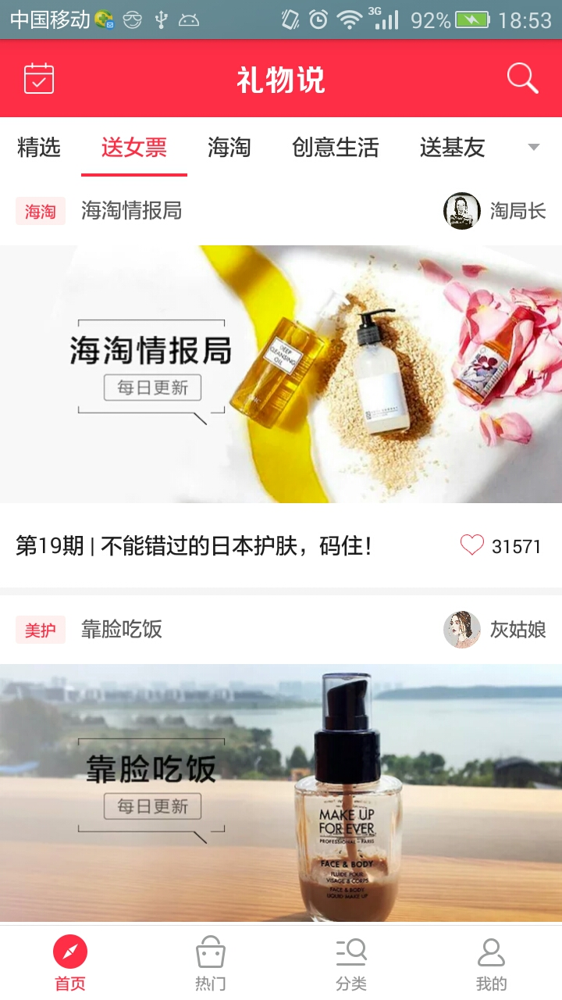 中国移动
3G
92%
18:53
礼物说
精选 送女票 海淘 创意生活 送基友
海淘 海淘情报局 淘局长
海淘情报局
每日更新
DEEP
CLEANSING
OIL
第19期 | 不能错过的日本护肤，码住！ 31571
美护 靠脸吃饭 灰姑娘
靠脸吃饭
每日更新
MAKE UP
FOR EVER
PROFESSIONAL - PARIS
FACE & BODY
FLUIDE POUR
VISAGE & CORPS
FACE & BODY
LIQUID MAKE UP
首页 热门 分类 我的